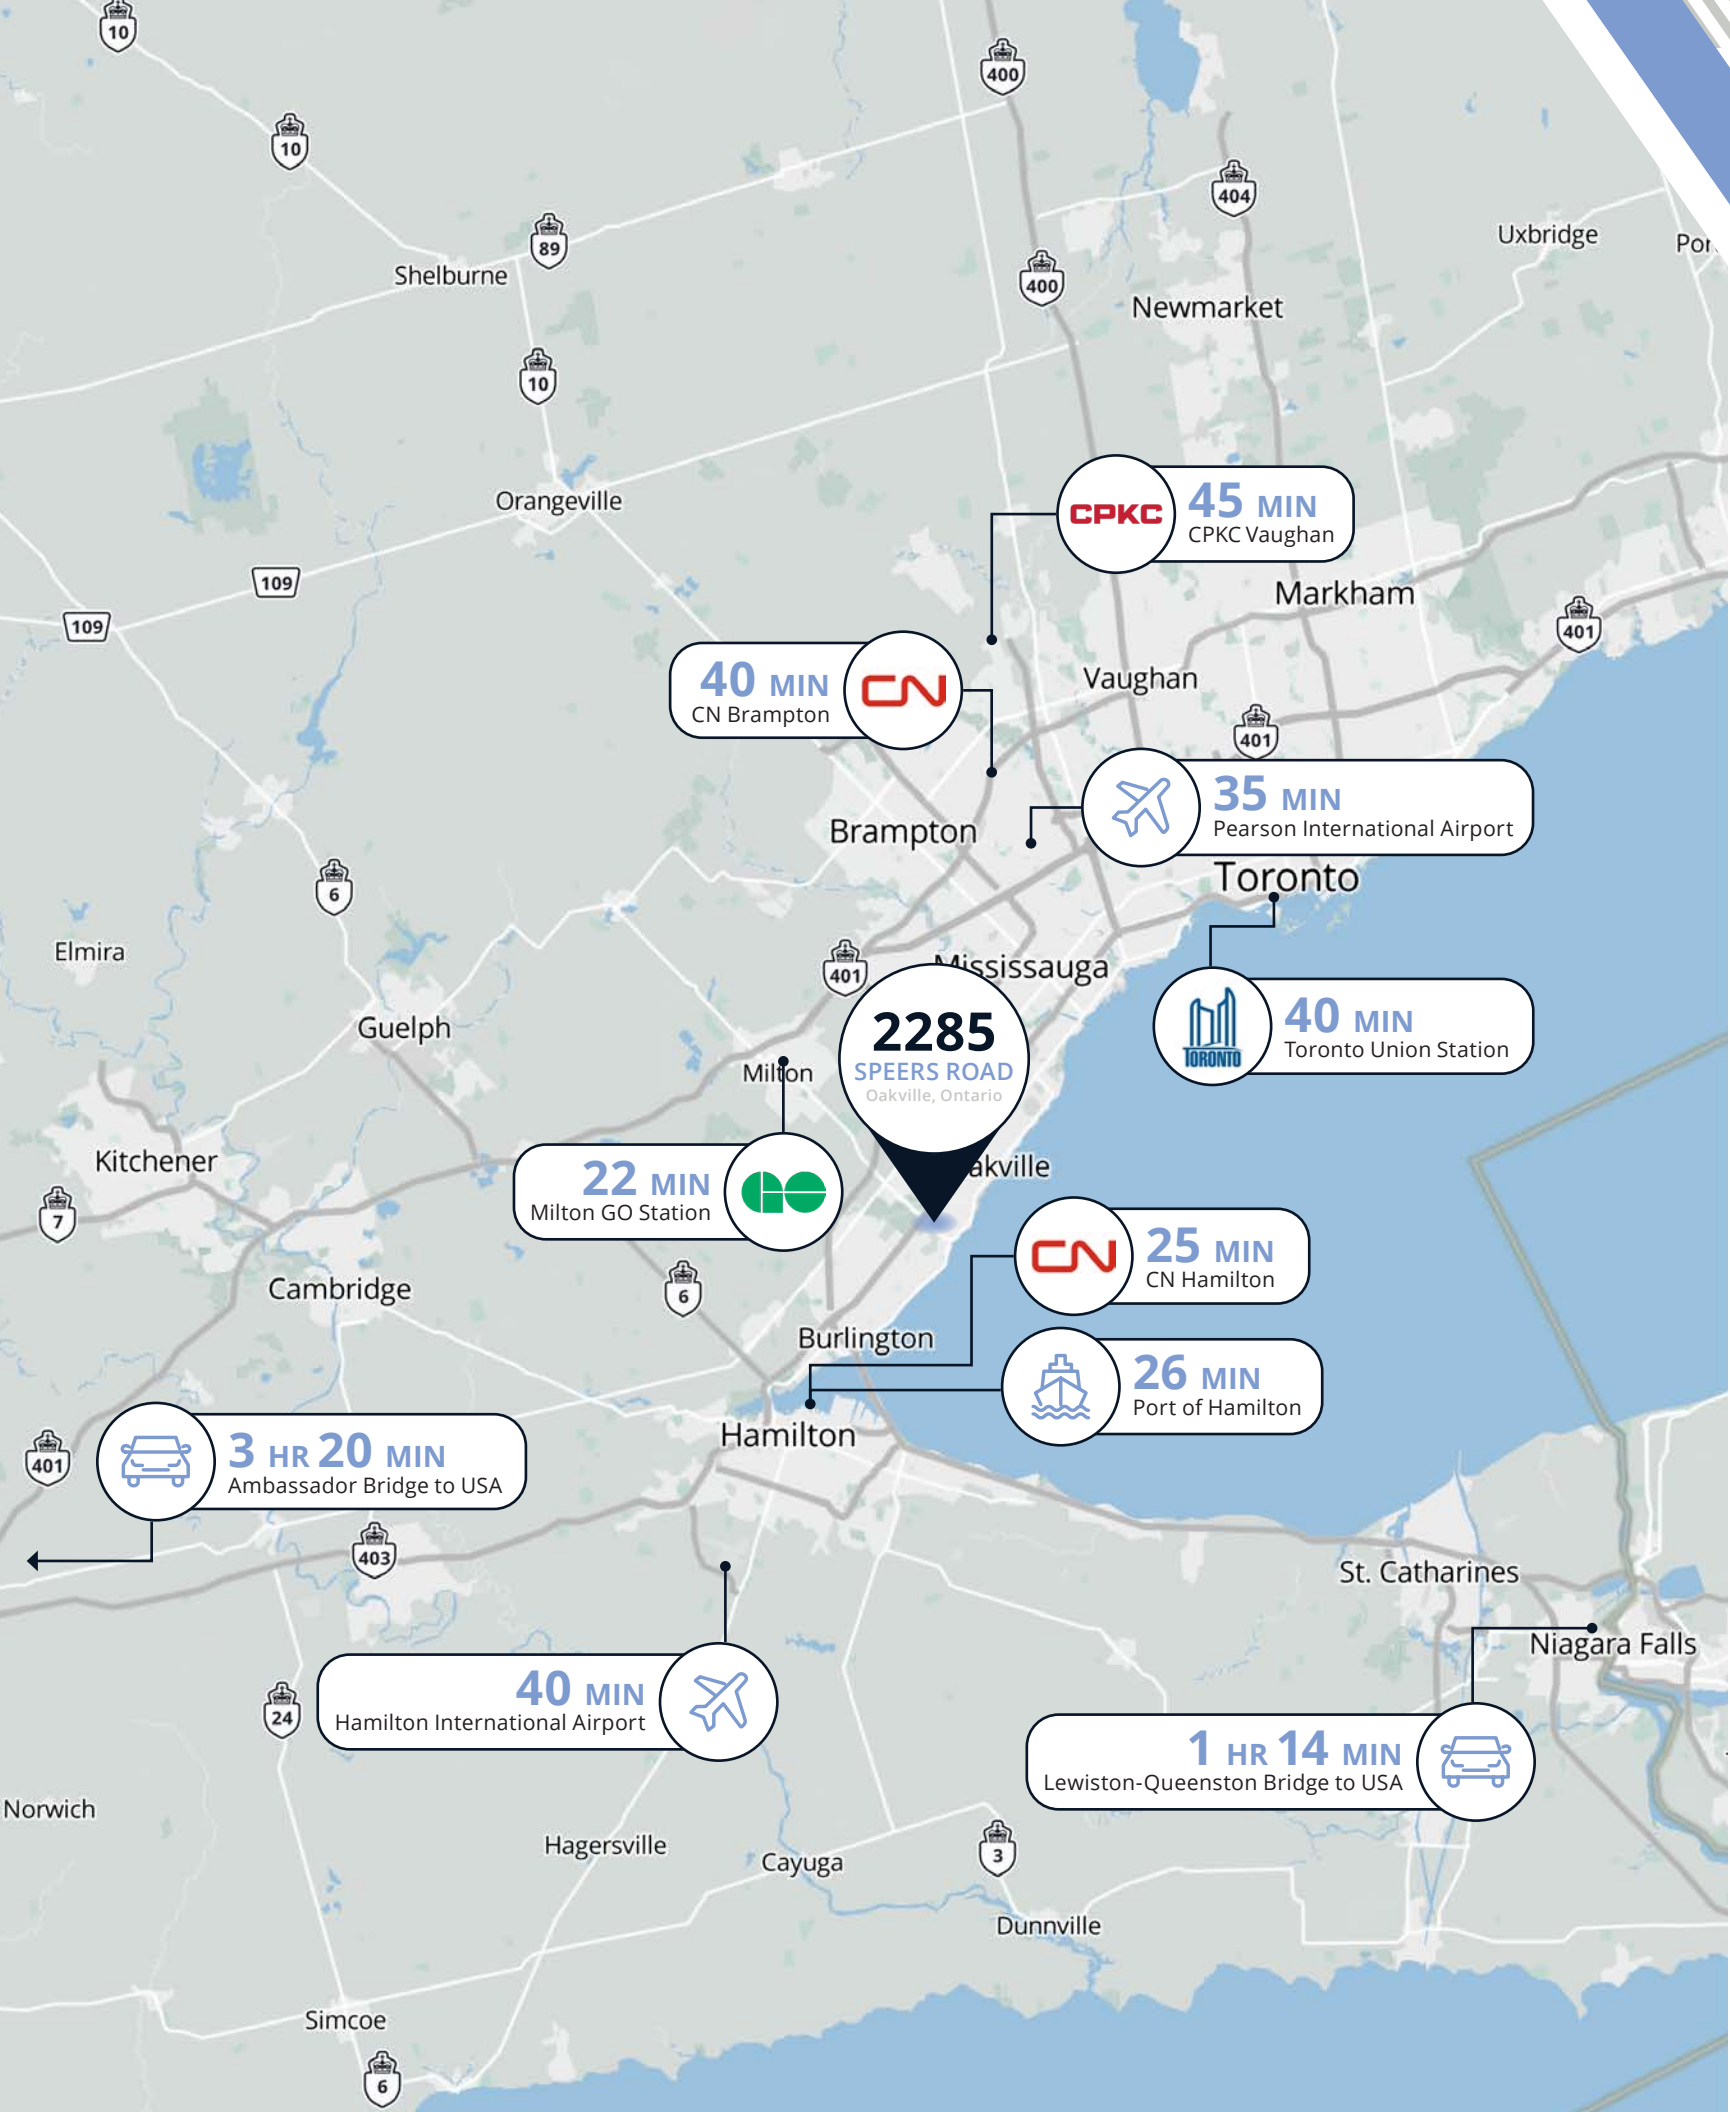 10
400
10
404
89
Uxbridge
Por
Shelburne
400
Newmarket
10
Orangeville
CPKC
45 MIN
CPKC Vaughan
109
Markham
109
401
40 MIN
CN Brampton
CN
Vaughan
401
35 MIN
Pearson International Airport
Brampton
Toronto
6
Elmira
401
Mississauga
2285
SPEERS ROAD
Oakville, Ontario
TORONTO
40 MIN
Toronto Union Station
Guelph
Milton
Kitchener
akville
22 MIN
Milton GO Station
GO
7
CN
25 MIN
CN Hamilton
Cambridge
6
Burlington
26 MIN
Port of Hamilton
Hamilton
401
3 HR 20 MIN
Ambassador Bridge to USA
403
St. Catharines
Niagara Falls
40 MIN
Hamilton International Airport
24
1 HR 14 MIN
Lewiston-Queenston Bridge to USA
Norwich
Hagersville
Cayuga
3
Dunnville
Simcoe
6